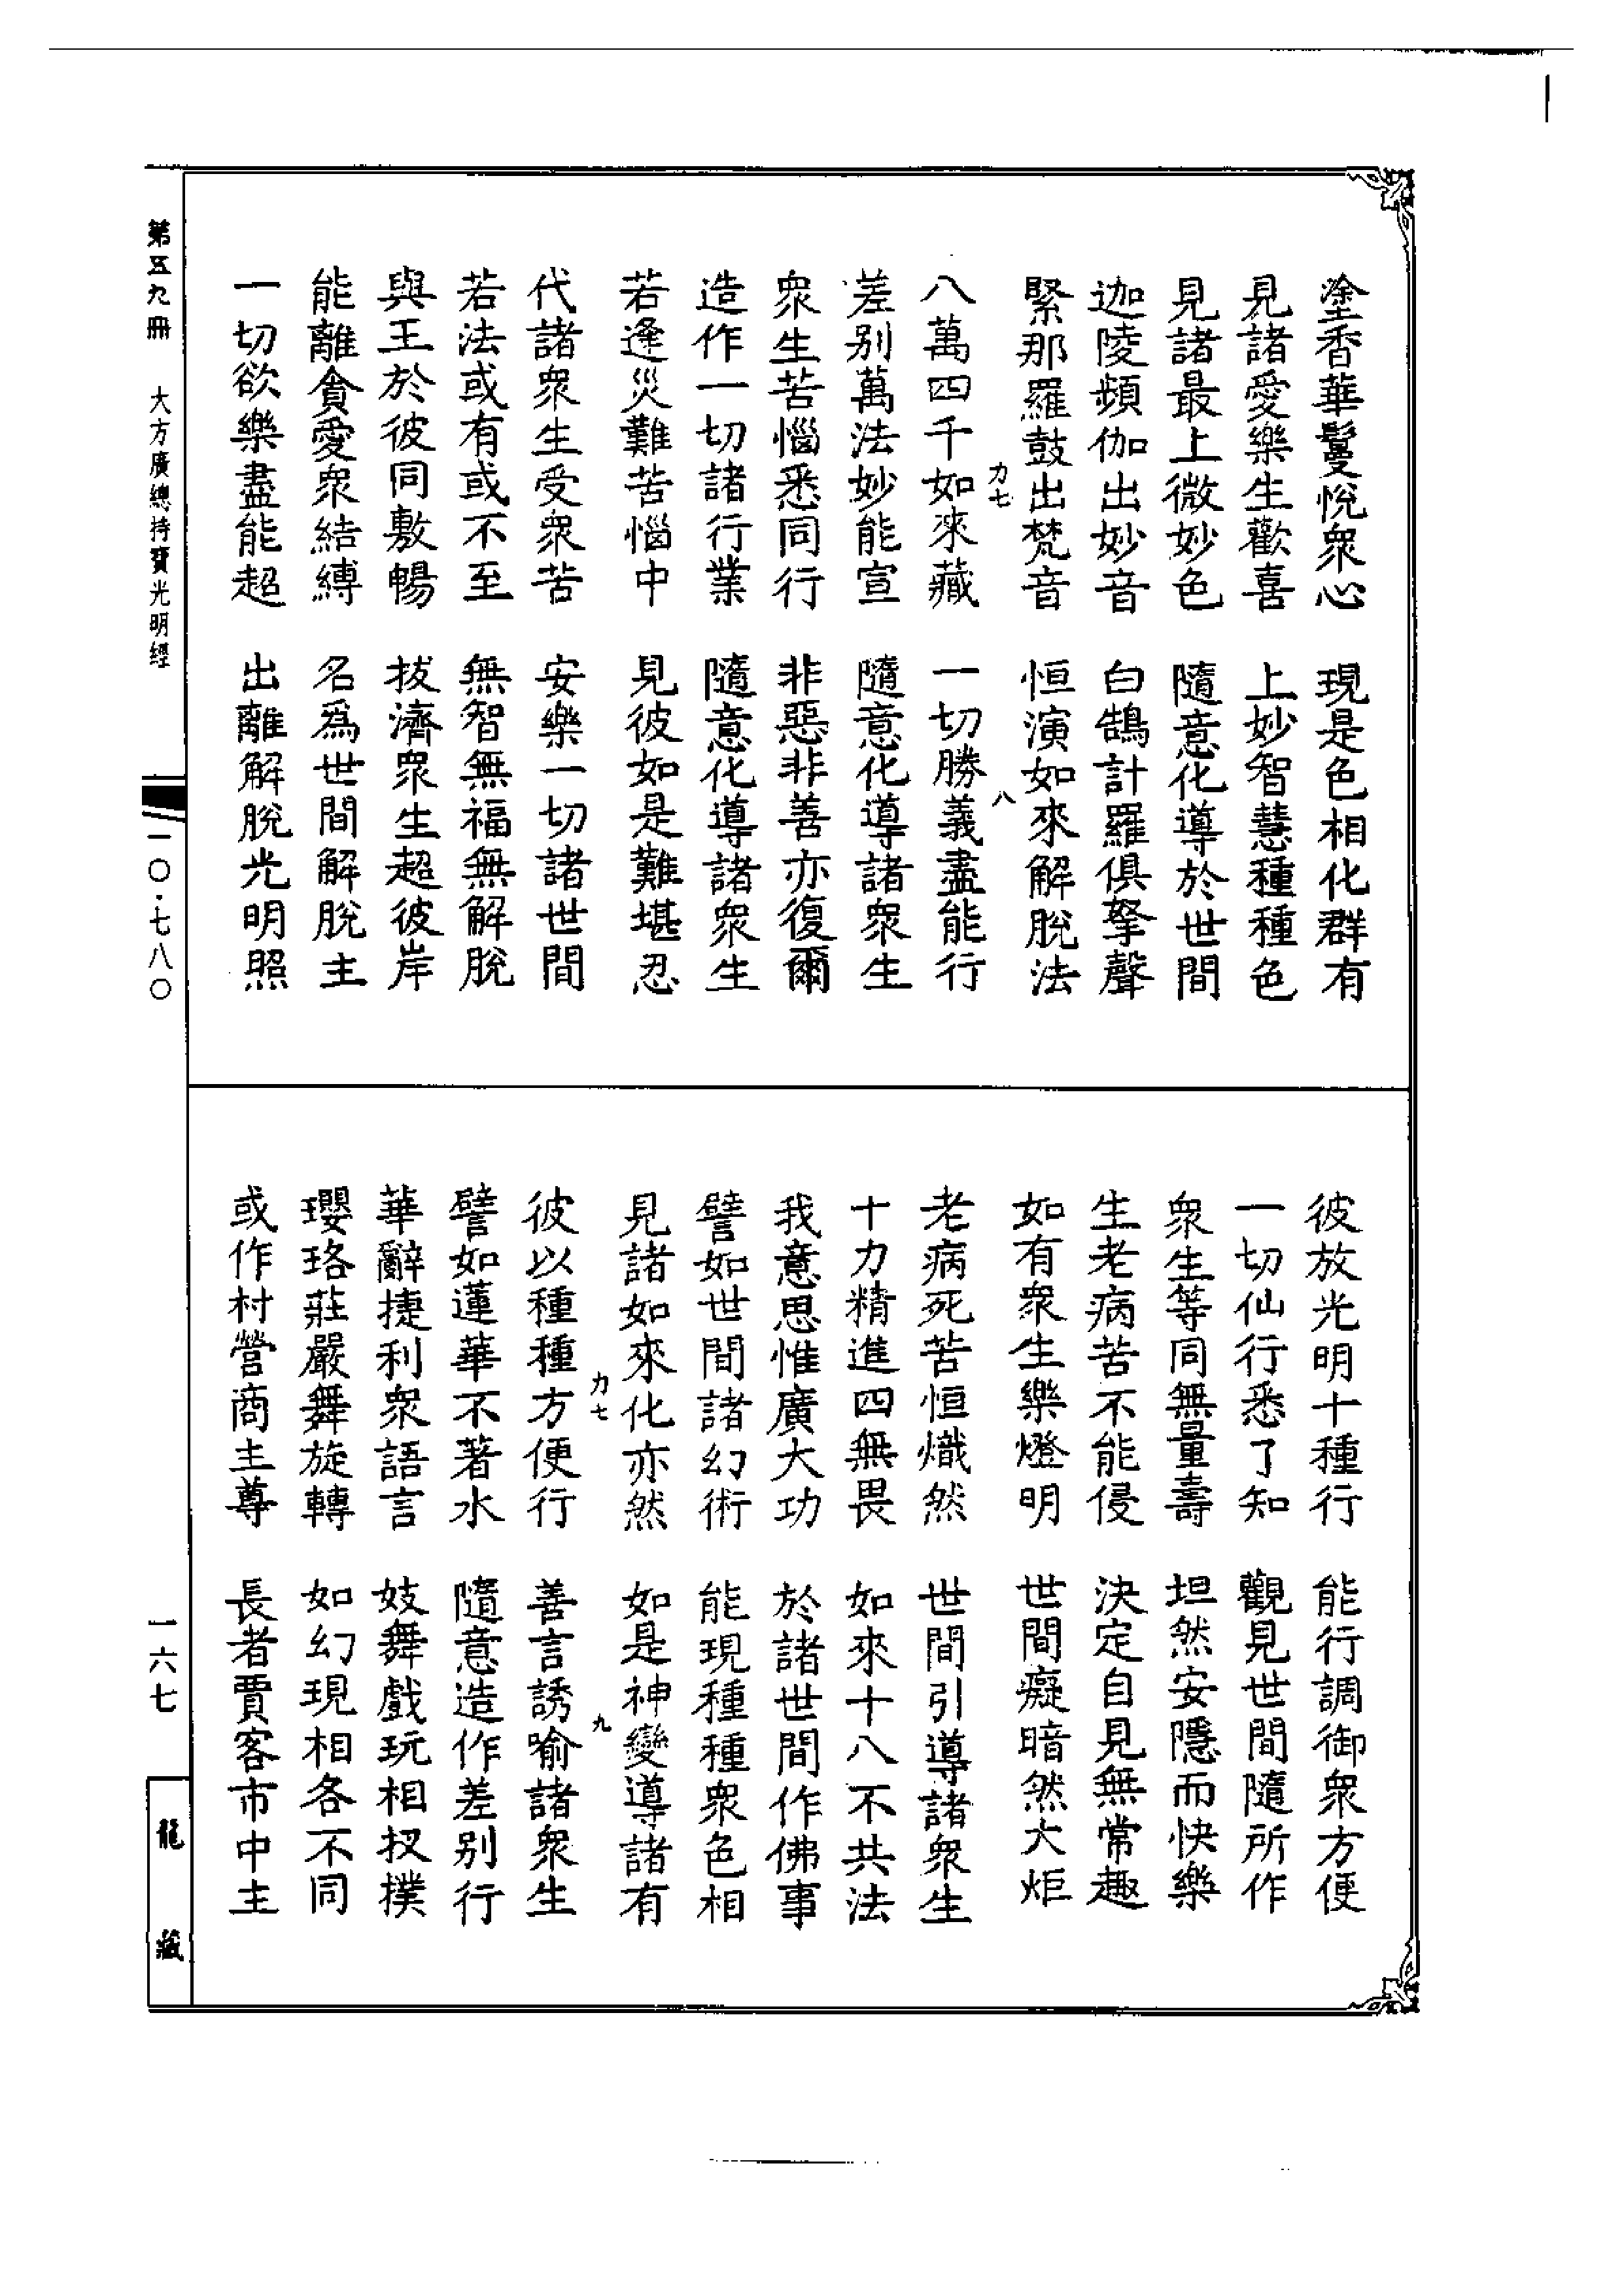 塗香華鬘悅衆心　現是色相化群有
見諸愛樂生歡喜　上妙智慧種種色
見諸最上微妙色　隨意化導於世間
迦陵頻伽出妙音　白鵠計羅俱拏聲
緊那羅鼓出梵音　恒演如來解脫法
力七　八
八萬四千如來藏　一切勝義盡能行
差別萬法妙能宣　隨意化導諸衆生
衆生苦惱悉同行　非惡非善亦復爾
造作一切諸行業　隨意化導諸衆生
若逢災難苦惱中　見彼如是難堪忍
代諸衆生受衆苦　安樂一切諸世間
若法或有或不至　無智無福無解脫
與王於彼同敷暢　拔濟衆生超彼岸
能離貪愛衆結縛　名爲世間解脫主
一切欲樂盡能超　出離解脫光明照
彼放光明十種行　能行調御衆方便
一切仙行悉了知　觀見世間隨所作
衆生等同無量壽　坦然安隱而快樂
生老病苦不能侵　決定自見無常趣
如有衆生樂燈明　世間癡暗然大炬
老病死苦恒熾然　世間引導諸衆生
十力精進四無畏　如來十八不共法
我意思惟廣大功　於諸世間作佛事
譬如世間諸幻術　能現種種衆色相
見諸如來化亦然　如是神變導諸有
力七　九
彼以種種方便行　善言誘喻諸衆生
譬如蓮華不著水　隨意造作差別行
華辭捷利衆語言　妓舞戲玩相扠撲
瓔珞莊嚴舞旋轉　如幻現相各不同
或作村營商主尊　長者賈客市中主
第五九冊　大方廣總持寶光明經　一〇·七八〇　一六七　龍藏